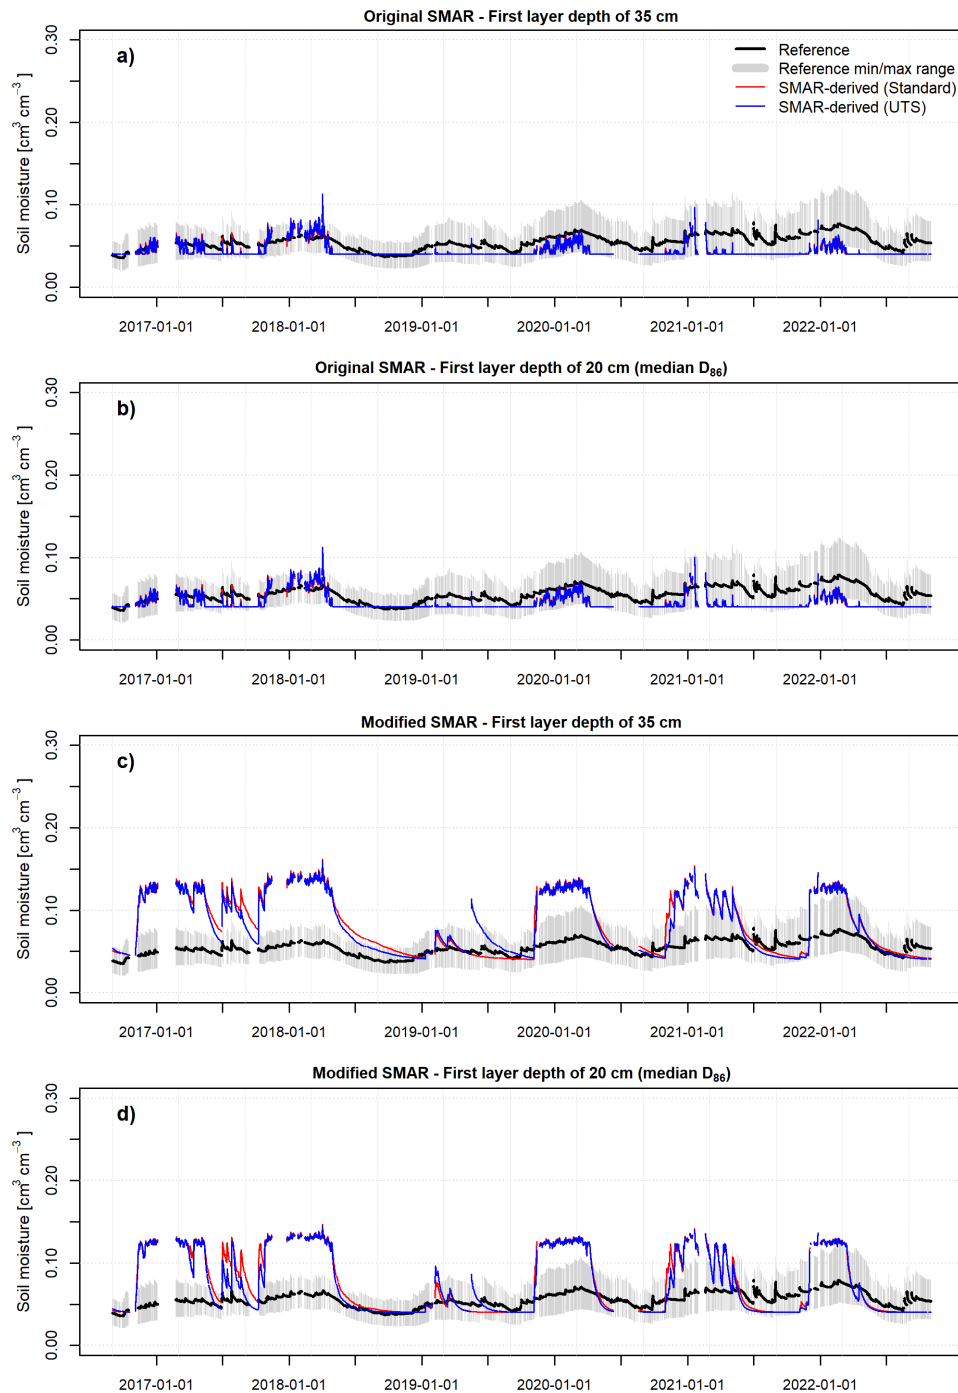 Original SMAR - First layer depth of 35 cm
a)
Reference
Reference min/max range
SMAR-derived (Standard)
SMAR-derived (UTS)
Soil moisture [cm³ cm⁻³ ]
0.30
0.20
0.10
0.00
2017-01-01 2018-01-01 2019-01-01 2020-01-01 2021-01-01 2022-01-01
Original SMAR - First layer depth of 20 cm (median D₈₆)
b)
Soil moisture [cm³ cm⁻³ ]
0.30
0.20
0.10
0.00
2017-01-01 2018-01-01 2019-01-01 2020-01-01 2021-01-01 2022-01-01
Modified SMAR - First layer depth of 35 cm
c)
Soil moisture [cm³ cm⁻³ ]
0.30
0.20
0.10
0.00
2017-01-01 2018-01-01 2019-01-01 2020-01-01 2021-01-01 2022-01-01
Modified SMAR - First layer depth of 20 cm (median D₈₆)
d)
Soil moisture [cm³ cm⁻³ ]
0.30
0.20
0.10
0.00
2017-01-01 2018-01-01 2019-01-01 2020-01-01 2021-01-01 2022-01-01